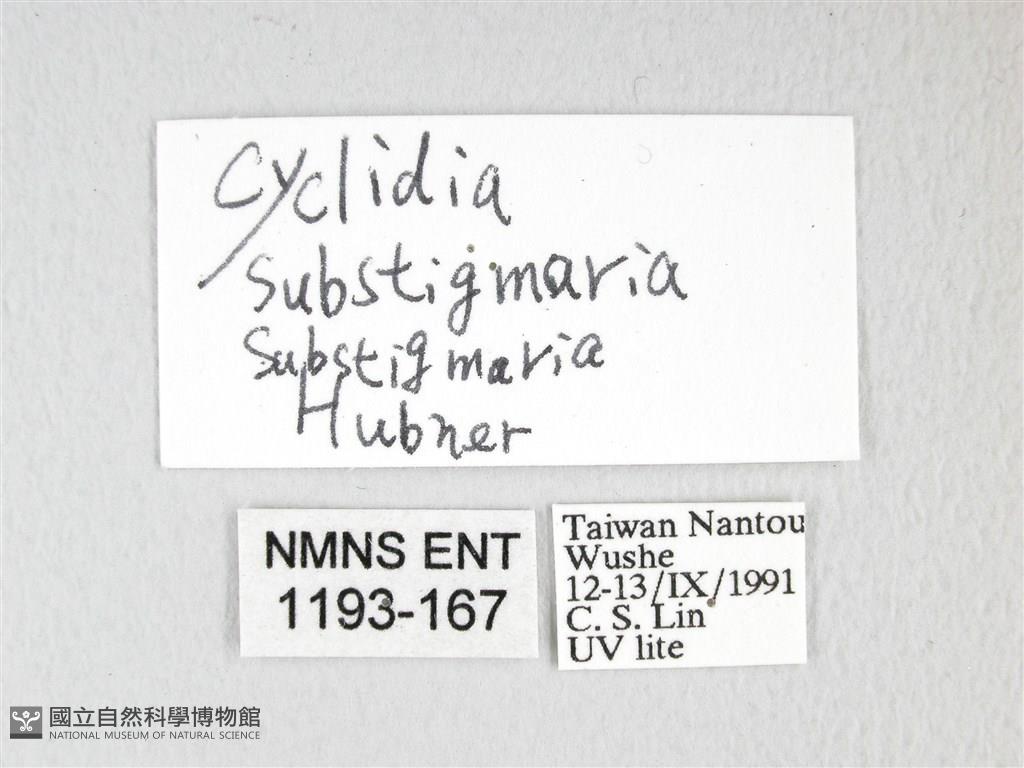 Cyclidia
substigmaria
substigmaria
Hubner
NMNS ENT
1193-167
Taiwan Nantou
Wushe
12-13/IX/1991
C. S. Lin
UV lite
國立自然科學博物館
NATIONAL MUSEUM OF NATURAL SCIENCE